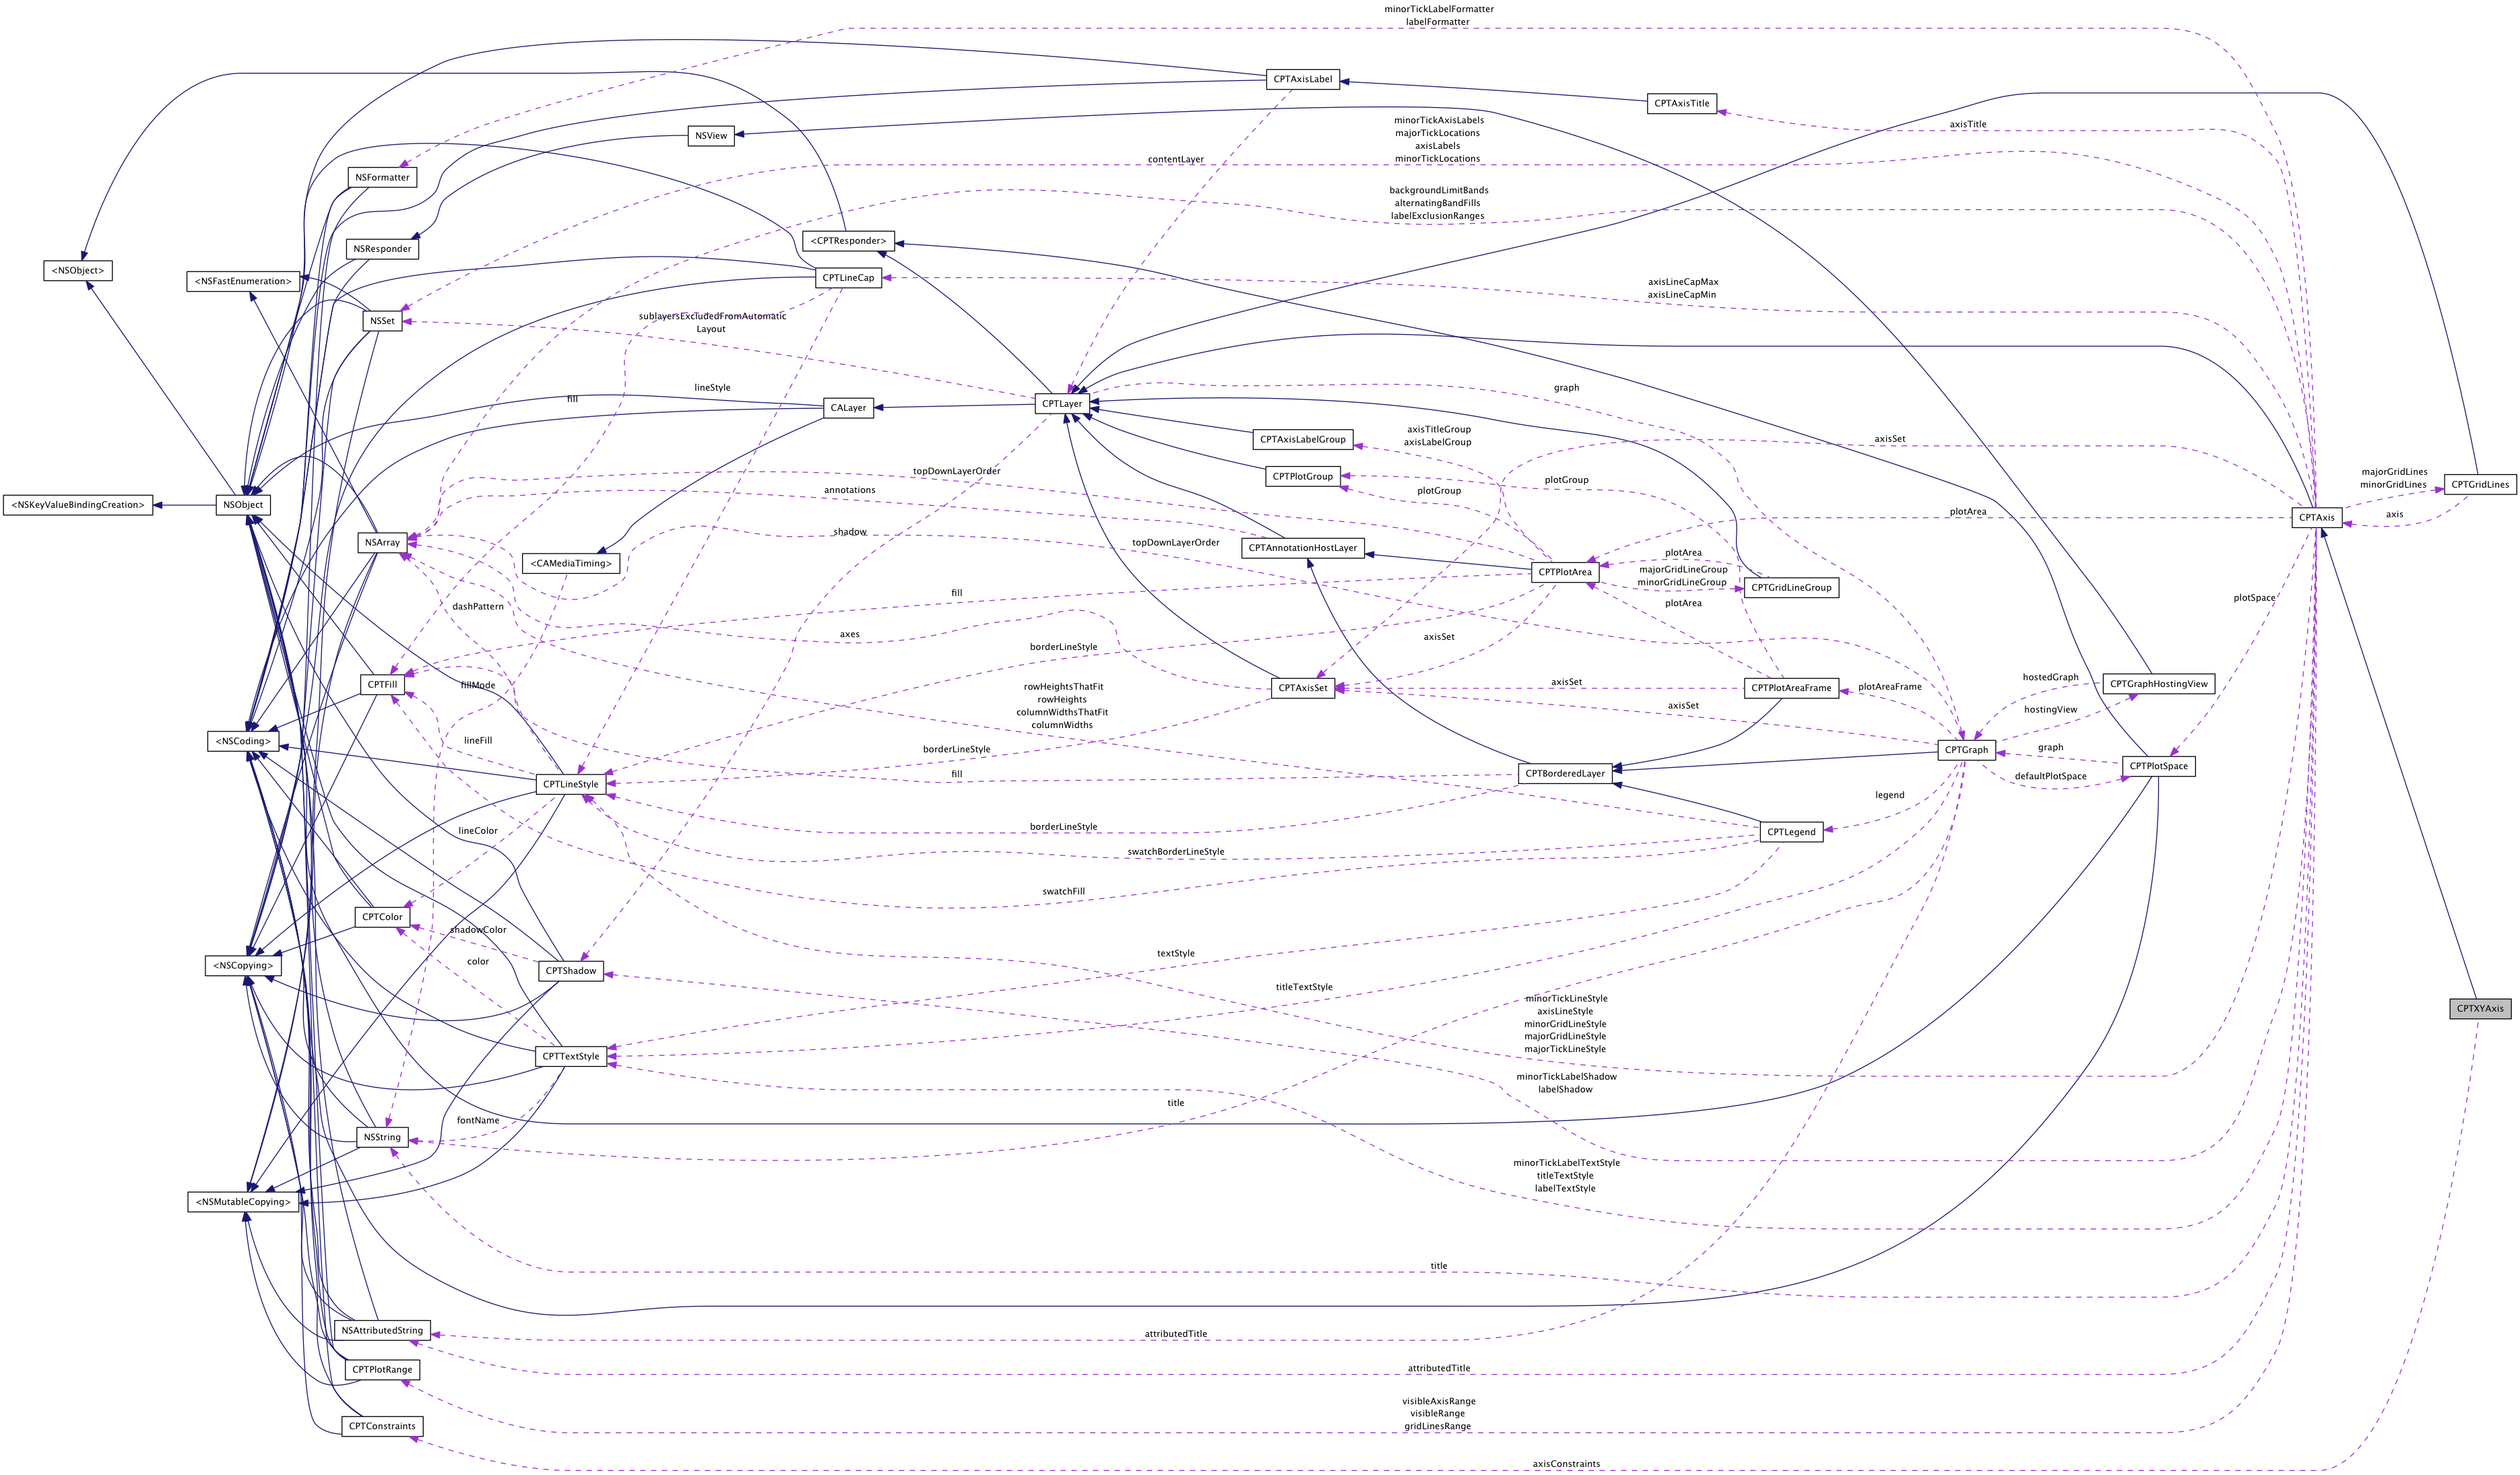 minorTickLabelFormatter
labelFormatter
CPTAxisLabel
CPTAxisTitle
axisTitle
NSView
minorTickAxisLabels
majorTickLocations
axisLabels
minorTickLocations
contentLayer
NSFormatter
backgroundLimitBands
alternatingBandFills
labelExclusionRanges
<CPTResponder>
NSResponder
<NSObject>
<NSFastEnumeration>
CPTLineCap
axisLineCapMax
axisLineCapMin
NSSet
sublayersExcludedFromAutomatic
Layout
lineStyle
graph
fill
CALayer
CPTLayer
CPTAxisLabelGroup
axisTitleGroup
axisLabelGroup
axisSet
topDownLayerOrder
majorGridLines
minorGridLines
CPTGridLines
CPTPlotGroup
plotGroup
plotGroup
annotations
<NSKeyValueBindingCreation>
NSObject
plotArea
CPTAxis
axis
shadow
NSArray
topDownLayerOrder
CPTAnnotationHostLayer
plotArea
<CAMediaTiming>
CPTPlotArea
majorGridLineGroup
minorGridLineGroup
CPTGridLineGroup
fill
plotArea
plotSpace
dashPattern
axes
axisSet
borderLineStyle
hostedGraph
CPTFill
fillMode
rowHeightsThatFit
rowHeights
columnWidthsThatFit
columnWidths
CPTAxisSet
axisSet
CPTPlotAreaFrame
plotAreaFrame
CPTGraphHostingView
axisSet
hostingView
<NSCoding>
lineFill
borderLineStyle
CPTGraph
graph
CPTLineStyle
fill
CPTBorderedLayer
defaultPlotSpace
CPTPlotSpace
legend
lineColor
borderLineStyle
CPTLegend
swatchBorderLineStyle
swatchFill
CPTColor
shadowColor
textStyle
<NSCopying>
color
CPTShadow
titleTextStyle
minorTickLineStyle
axisLineStyle
minorGridLineStyle
majorGridLineStyle
majorTickLineStyle
CPTXYAxis
CPTTextStyle
minorTickLabelShadow
labelShadow
title
fontName
NSString
minorTickLabelTextStyle
titleTextStyle
labelTextStyle
<NSMutableCopying>
title
NSAttributedString
attributedTitle
CPTPlotRange
attributedTitle
visibleAxisRange
visibleRange
gridLinesRange
CPTConstraints
axisConstraints